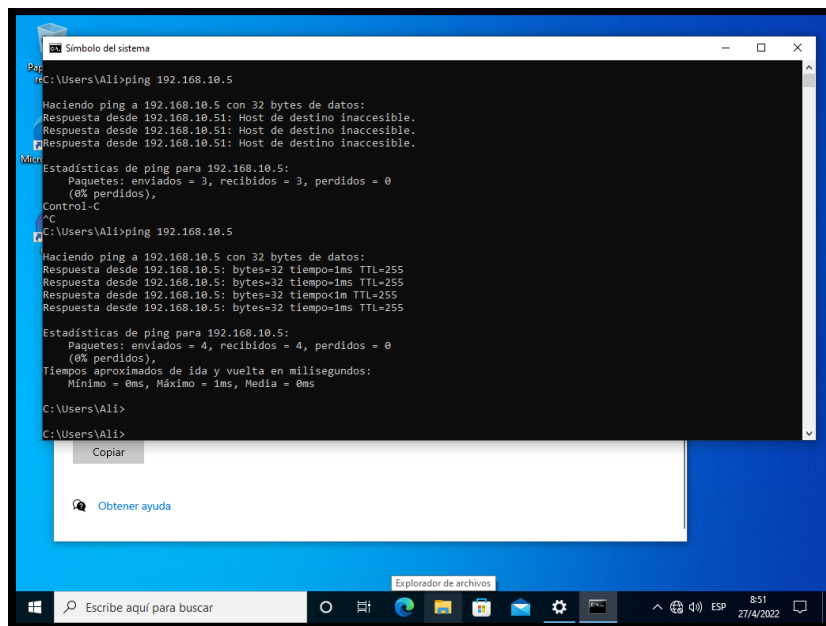 Símbolo del sistema
C:\Users\Ali>ping 192.168.10.5
Haciendo ping a 192.168.10.5 con 32 bytes de datos:
Respuesta desde 192.168.10.51: Host de destino inaccesible.
Respuesta desde 192.168.10.51: Host de destino inaccesible.
Respuesta desde 192.168.10.51: Host de destino inaccesible.
Estadísticas de ping para 192.168.10.5:
Paquetes: enviados = 3, recibidos = 3, perdidos = 0
(0% perdidos),
Control-C
^C
C:\Users\Ali>ping 192.168.10.5
Haciendo ping a 192.168.10.5 con 32 bytes de datos:
Respuesta desde 192.168.10.5: bytes=32 tiempo=1ms TTL=255
Respuesta desde 192.168.10.5: bytes=32 tiempo=1ms TTL=255
Respuesta desde 192.168.10.5: bytes=32 tiempo<1m TTL=255
Respuesta desde 192.168.10.5: bytes=32 tiempo=1ms TTL=255
Estadísticas de ping para 192.168.10.5:
Paquetes: enviados = 4, recibidos = 4, perdidos = 0
(0% perdidos),
Tiempos aproximados de ida y vuelta en milisegundos:
Mínimo = 0ms, Máximo = 1ms, Media = 0ms
C:\Users\Ali>
C:\Users\Ali>
Copiar
Obtener ayuda
Explorador de archivos
Escribe aquí para buscar
ESP
8:51
27/4/2022